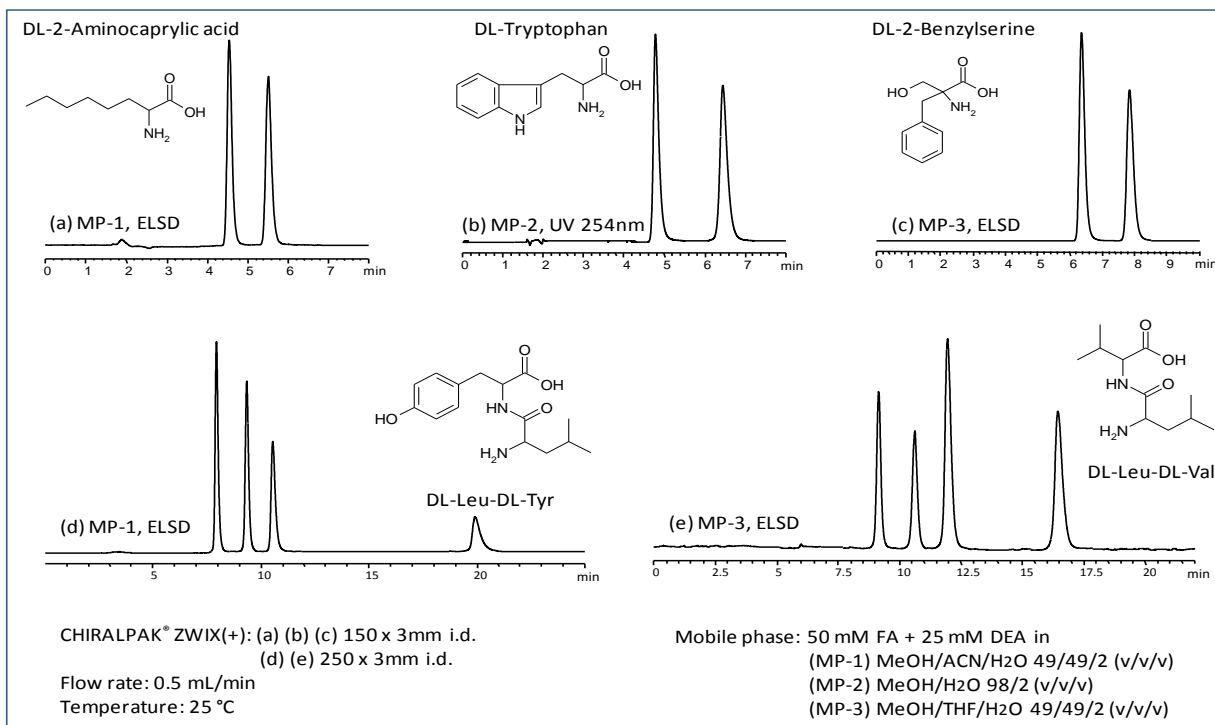 DL-2-Aminocaprylic acid
O
OH
NH2
(a) MP-1, ELSD
0 1 2 3 4 5 6 7 min
DL-Tryptophan
O
OH
NH2
N
H
(b) MP-2, UV 254nm
0 1 2 3 4 5 6 7 min
DL-2-Benzylserine
O
HO
OH
NH2
(c) MP-3, ELSD
0 1 2 3 4 5 6 7 8 9 min
O
OH
HN
O
HO
H2N
DL-Leu-DL-Tyr
(d) MP-1, ELSD
5 10 15 20 min
O
OH
NH
O
H2N
DL-Leu-DL-Val
(e) MP-3, ELSD
0 2.5 5 7.5 10 12.5 15 17.5 20 min
CHIRALPAK® ZWIX(+): (a) (b) (c) 150 x 3mm i.d.
(d) (e) 250 x 3mm i.d.
Flow rate: 0.5 mL/min
Temperature: 25 °C
Mobile phase: 50 mM FA + 25 mM DEA in
(MP-1) MeOH/ACN/H2O 49/49/2 (v/v/v)
(MP-2) MeOH/H2O 98/2 (v/v/v)
(MP-3) MeOH/THF/H2O 49/49/2 (v/v/v)